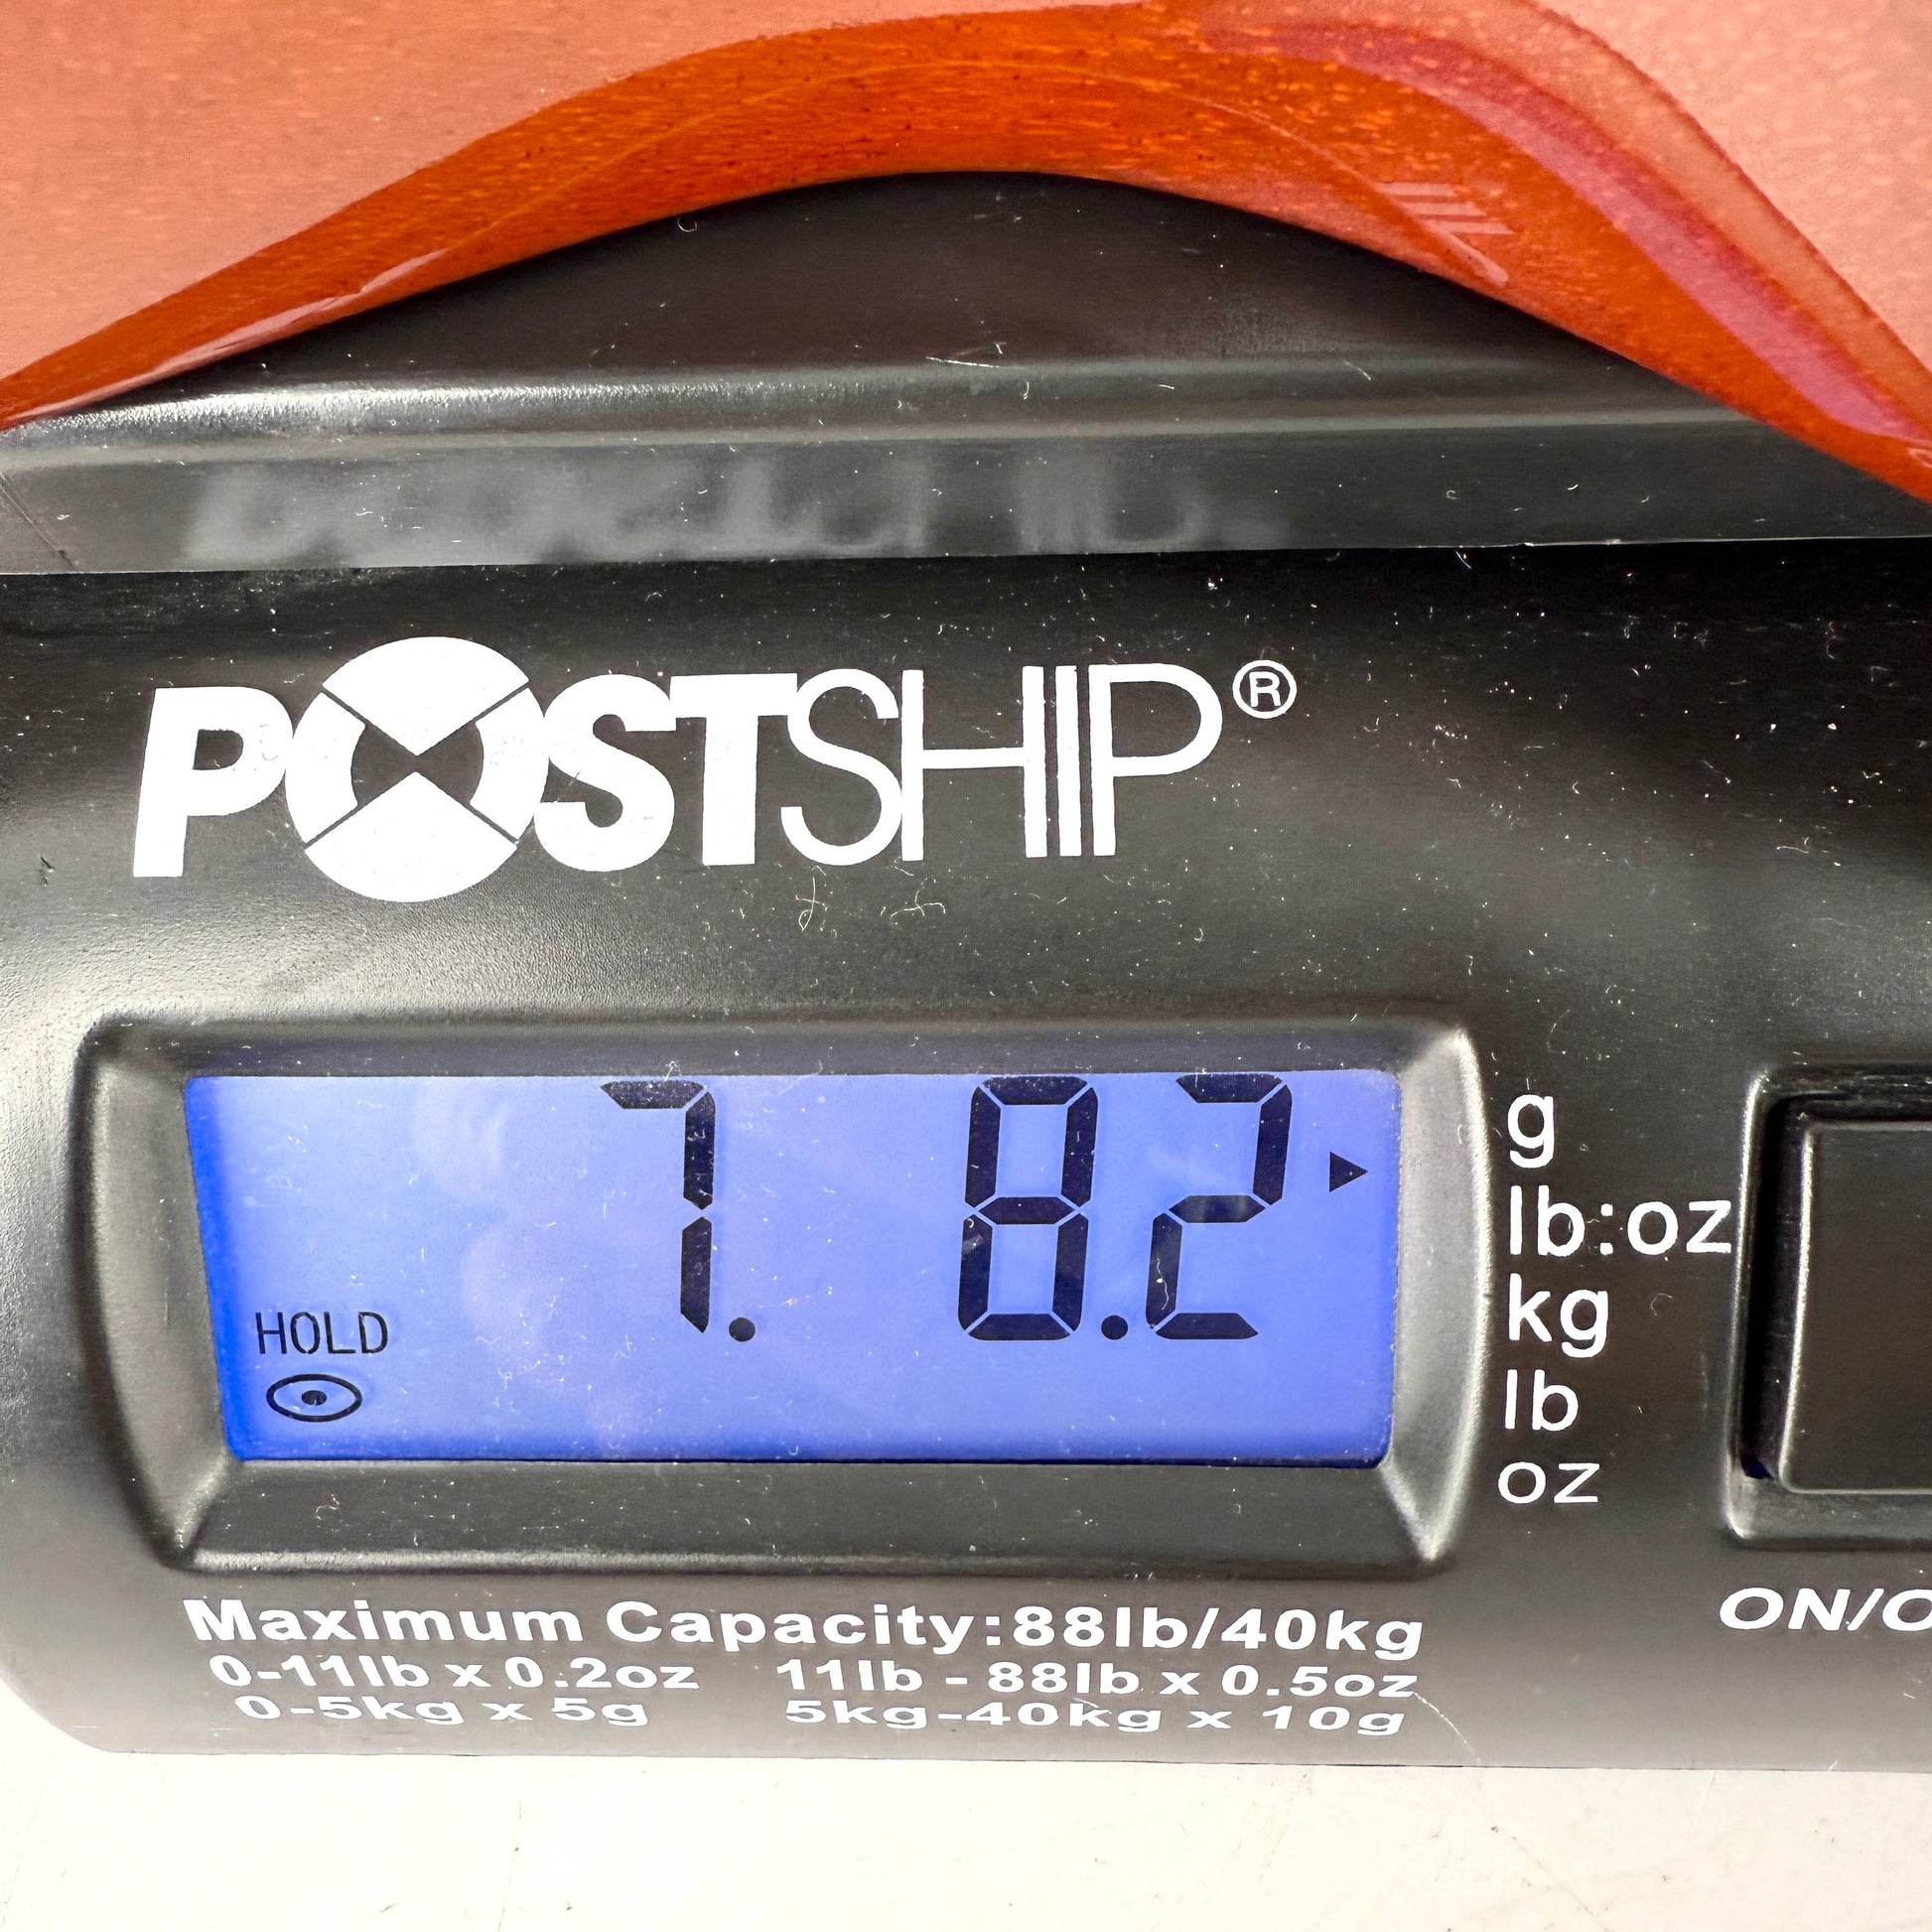 POSTSHIP®
7. 8.2
HOLD
g
lb:oz
kg
lb
oz
Maximum Capacity:88lb/40kg
0-11lb x 0.2oz 11lb - 88lb x 0.5oz
0-5kg x 5g 5kg-40kg x 10g